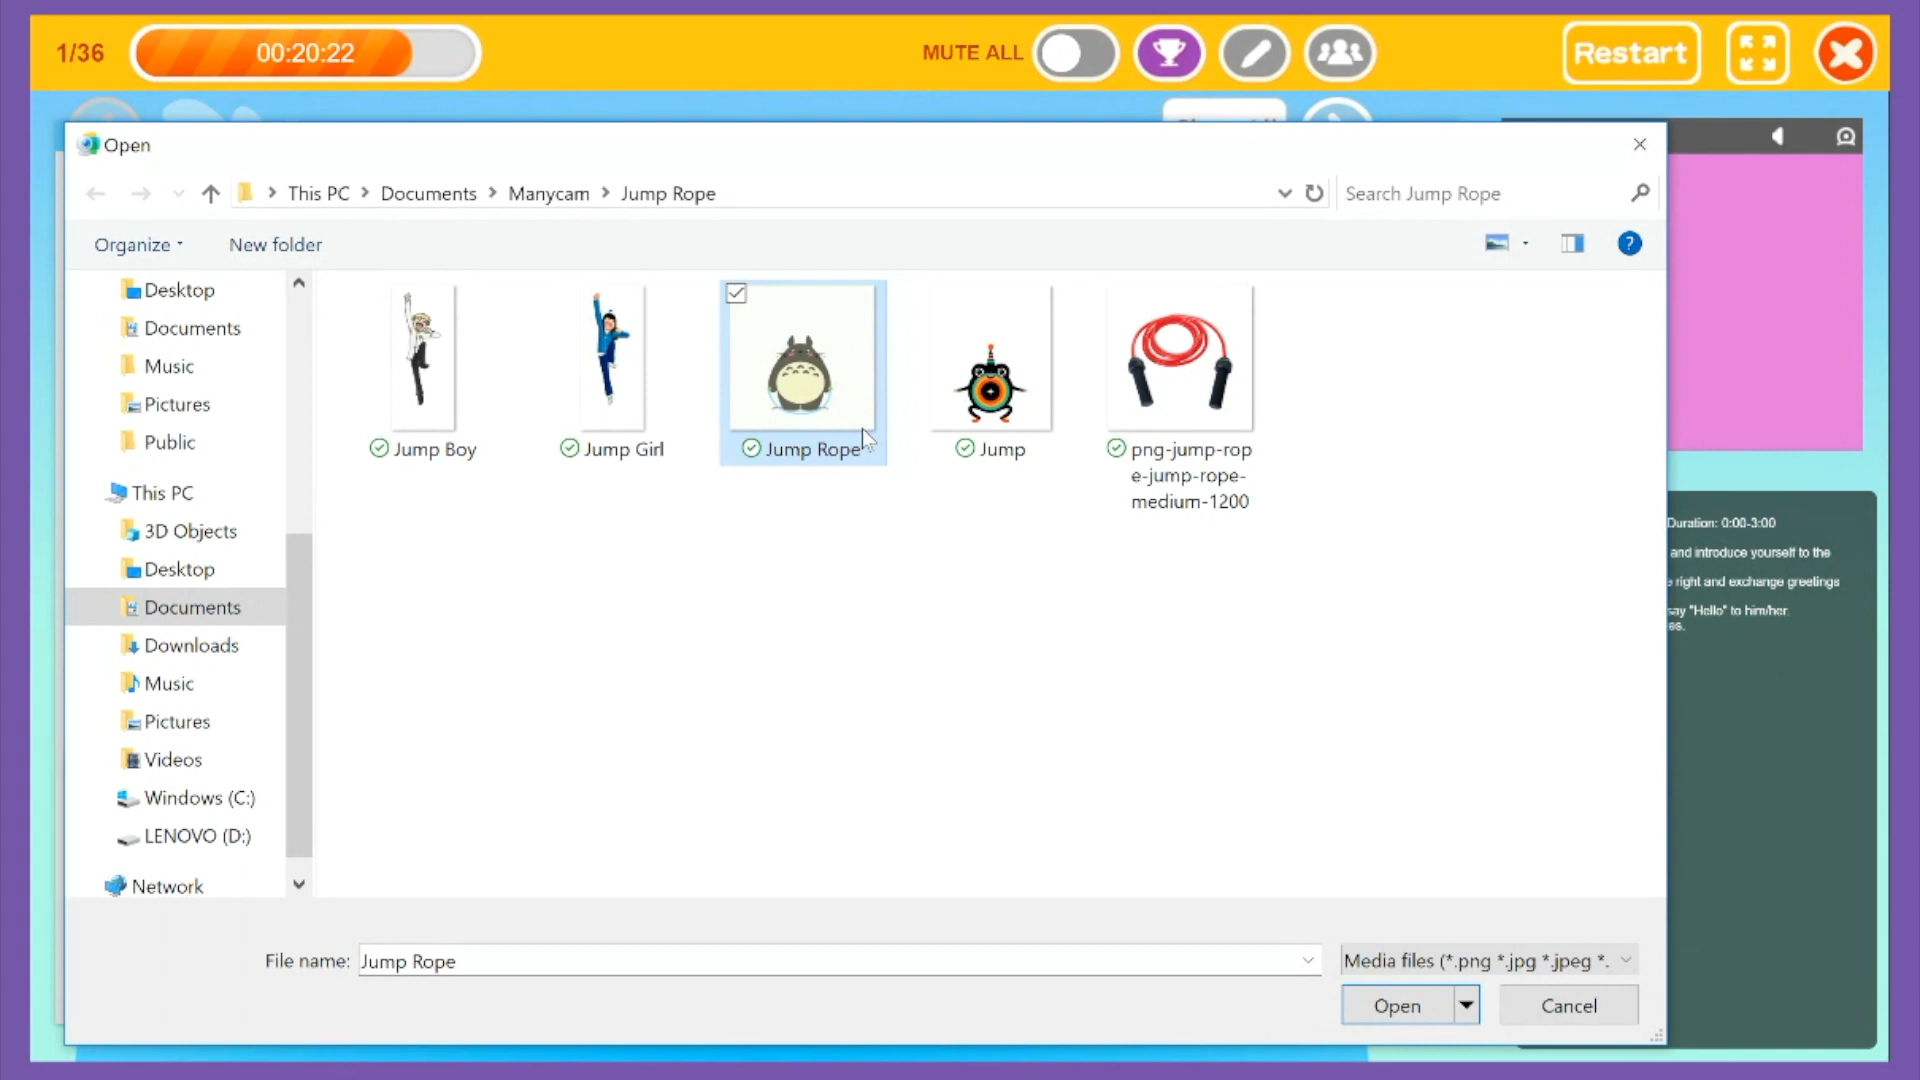 1/36
00:20:22
MUTE ALL
Restart
Open
This PC
Documents
Manycam
Jump Rope
Search Jump Rope
Organize
New folder
?
Desktop
Documents
Music
Pictures
Public
This PC
3D Objects
Desktop
Documents
Downloads
Music
Pictures
Videos
Windows (C:)
LENOVO (D:)
Network
Jump Boy
Jump Girl
Jump Rope
Jump
png-jump-rop
e-jump-rope-
medium-1200
Duration: 0:00-3:00
and introduce yourself to the
right and exchange greetings
say "Hello" to him/her.
es.
File name:
Jump Rope
Media files (*.png *.jpg *.jpeg *.
Open
Cancel